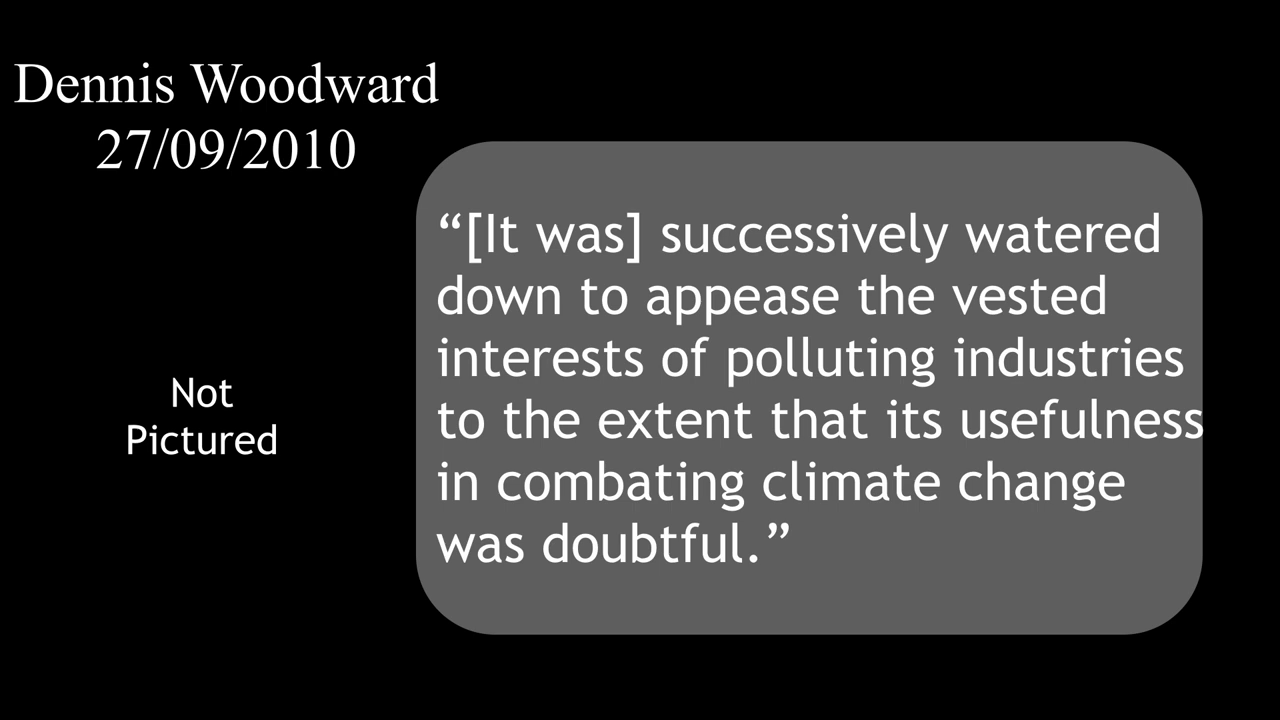 Dennis Woodward
27/09/2010
“[It was] successively watered
down to appease the vested
interests of polluting industries
to the extent that its usefulness
in combating climate change
was doubtful.”
Not
Pictured